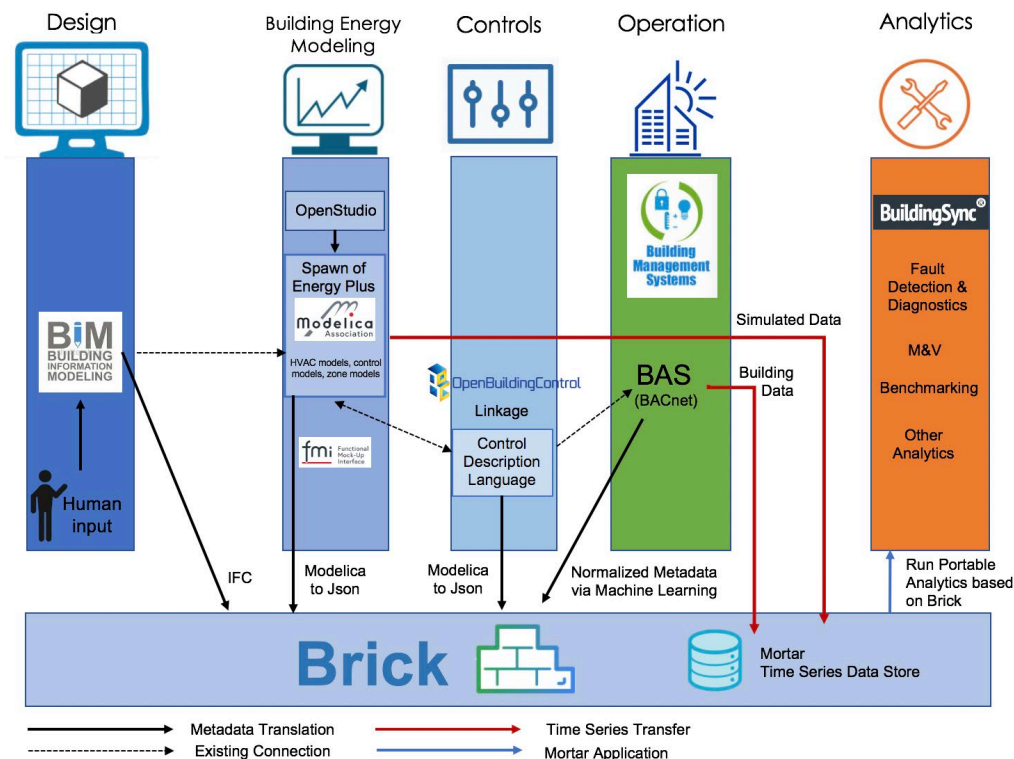 Design
Building Energy
Modeling
Controls
Operation
Analytics
OpenStudio
Spawn of
Energy Plus
Modelica
Association
HVAC models, control
models, zone models
fmi
Functional
Mock-Up
Interface
BiM
BUILDING
INFORMATION
MODELING
Human
input
OpenBuildingControl
Linkage
Control
Description
Language
Building
Management
Systems
BAS
(BACnet)
Simulated Data
Building
Data
BuildingSync®
Fault
Detection &
Diagnostics
M&V
Benchmarking
Other
Analytics
IFC
Modelica
to Json
Modelica
to Json
Normalized Metadata
via Machine Learning
Run Portable
Analytics based
on Brick
Brick
Mortar
Time Series Data Store
Metadata Translation
Time Series Transfer
Existing Connection
Mortar Application